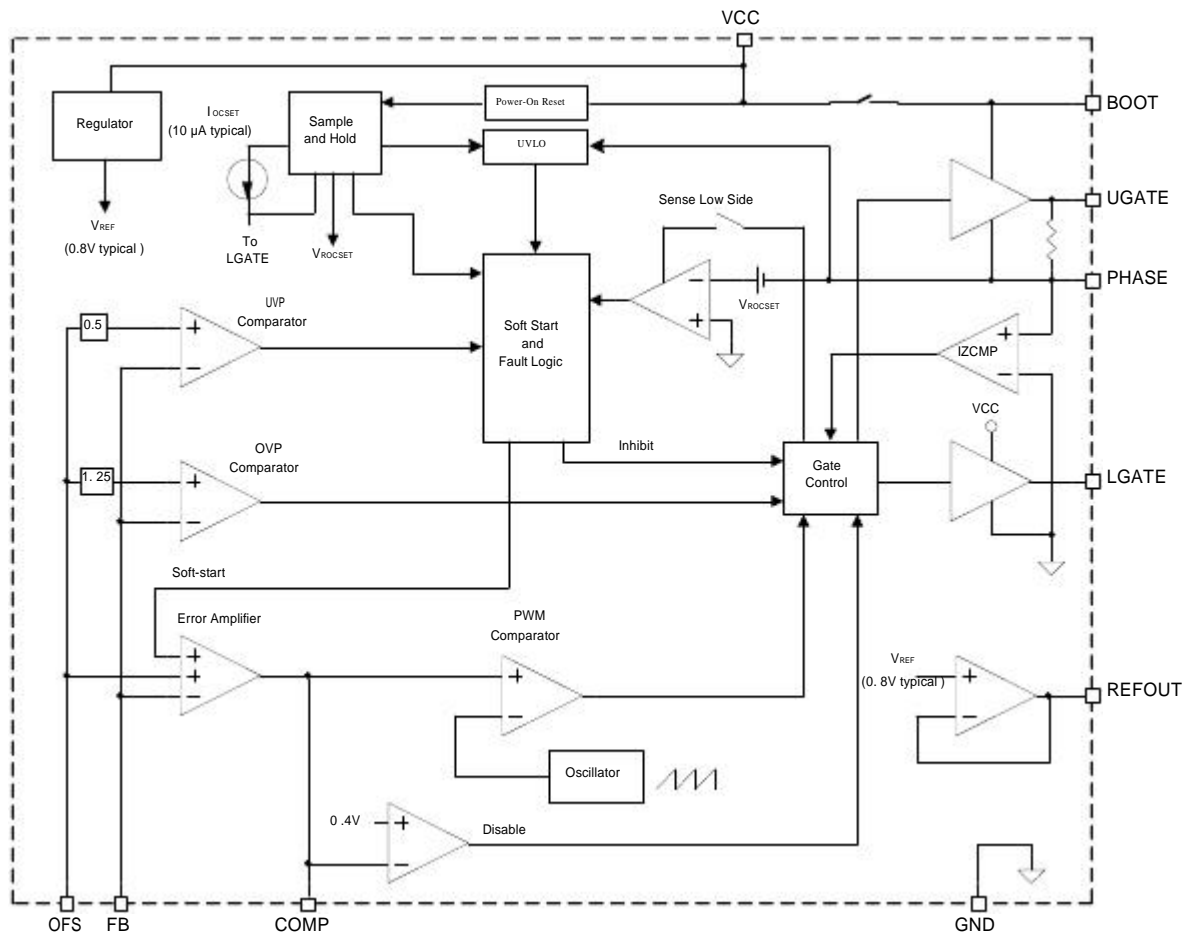 VCC
BOOT
UGATE
PHASE
LGATE
REFOUT
Regulator
VREF
(0.8V typical )
IOCSET
(10 µA typical)
Sample
and Hold
To
LGATE
VROCSET
Power-On Reset
UVLO
Sense Low Side
VROCSET
+
−
Soft Start
and
Fault Logic
0.5
UVP
Comparator
+
−
IZCMP
+
−
VCC
1. 25
OVP
Comparator
+
−
Inhibit
Gate
Control
Soft-start
Error Amplifier
+
+
−
PWM
Comparator
+
−
Oscillator
VREF
(0. 8V typical )
+
−
0 .4V
+
−
Disable
OFS
FB
COMP
GND